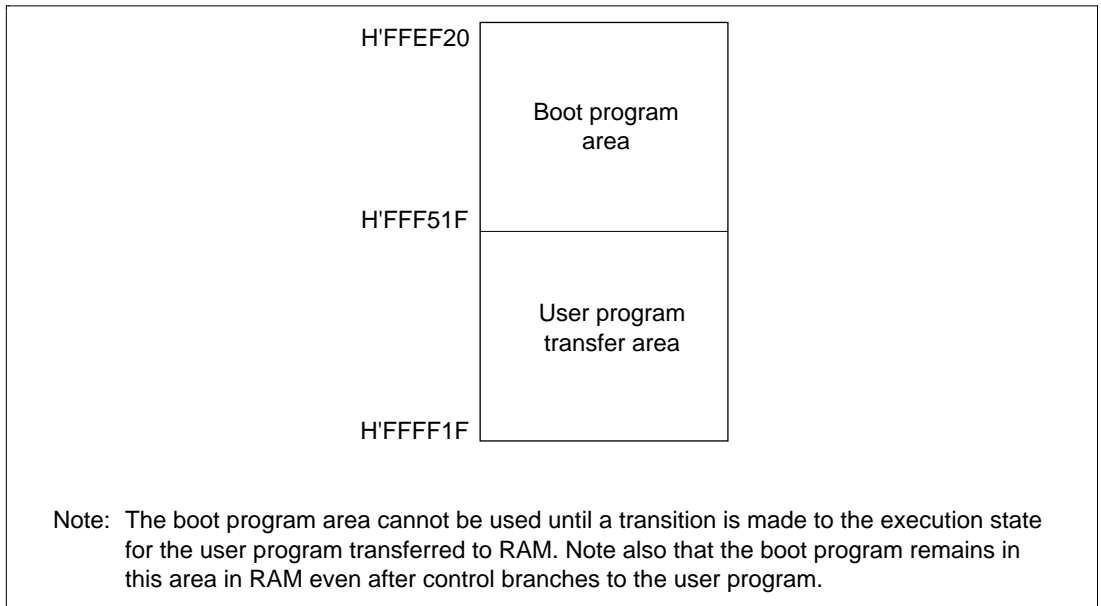 H'FFEF20
Boot program
area
H'FFF51F
User program
transfer area
H'FFFF1F
Note: The boot program area cannot be used until a transition is made to the execution state
for the user program transferred to RAM. Note also that the boot program remains in
this area in RAM even after control branches to the user program.